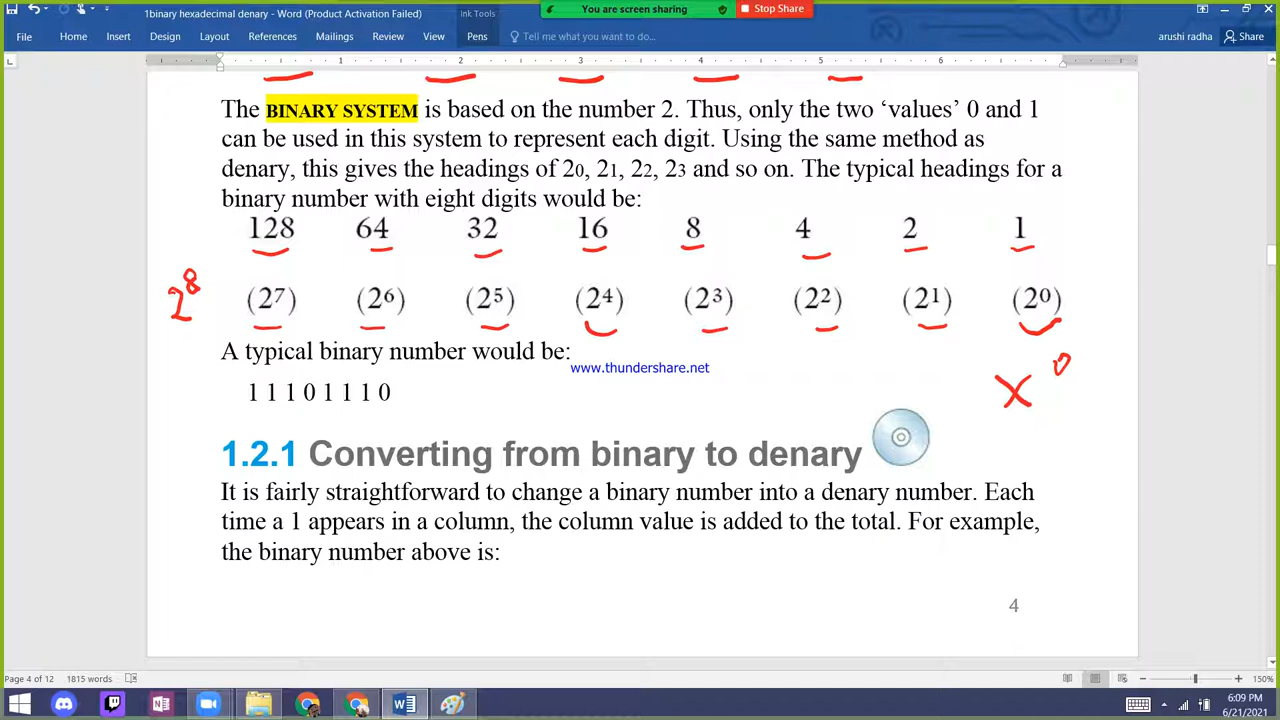 1binary hexadecimal denary - Word (Product Activation Failed)
Ink Tools
You are screen sharing
Stop Share
File Home Insert Design Layout References Mailings Review View Pens Tell me what you want to do... arushi radha Share
1 2 3 4 5 6
The BINARY SYSTEM is based on the number 2. Thus, only the two ‘values’ 0 and 1
can be used in this system to represent each digit. Using the same method as
denary, this gives the headings of 20, 21, 22, 23 and so on. The typical headings for a
binary number with eight digits would be:
128 64 32 16 8 4 2 1
2⁸ (2⁷) (2⁶) (2⁵) (2⁴) (2³) (2²) (2¹) (2⁰)
A typical binary number would be:
www.thundershare.net
x⁰
1 1 1 0 1 1 1 0
1.2.1 Converting from binary to denary
It is fairly straightforward to change a binary number into a denary number. Each
time a 1 appears in a column, the column value is added to the total. For example,
the binary number above is:
4
Page 4 of 12 1815 words 150%
6:09 PM
6/21/2021